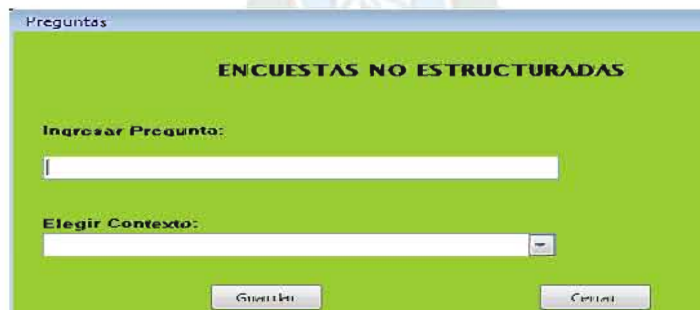 Preguntas
ENCUESTAS NO ESTRUCTURADAS
Ingresar Pregunta:
Elegir Contexto:
Guardar Cerrar